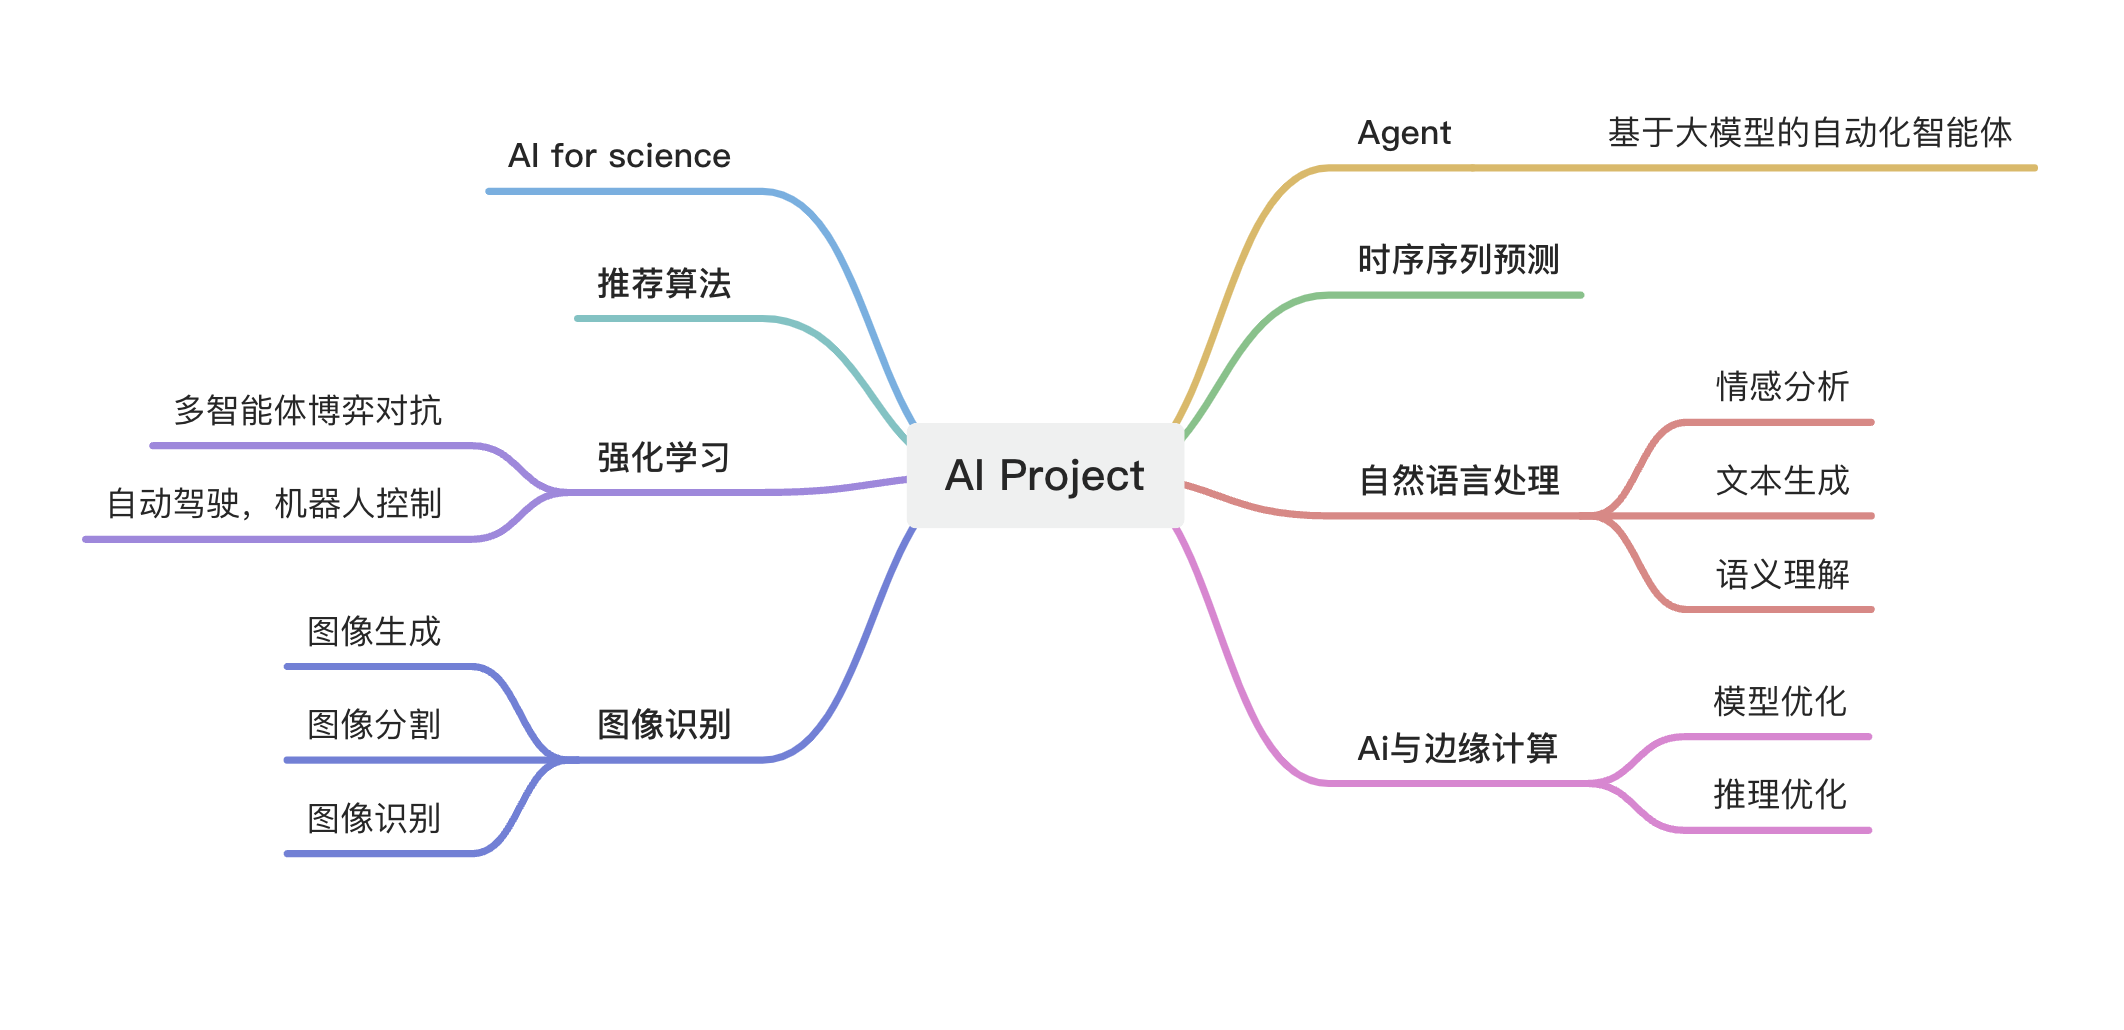 AI Project
Agent
基于大模型的自动化智能体
时序序列预测
自然语言处理
情感分析
文本生成
语义理解
Ai与边缘计算
模型优化
推理优化
AI for science
推荐算法
强化学习
多智能体博弈对抗
自动驾驶，机器人控制
图像识别
图像生成
图像分割
图像识别